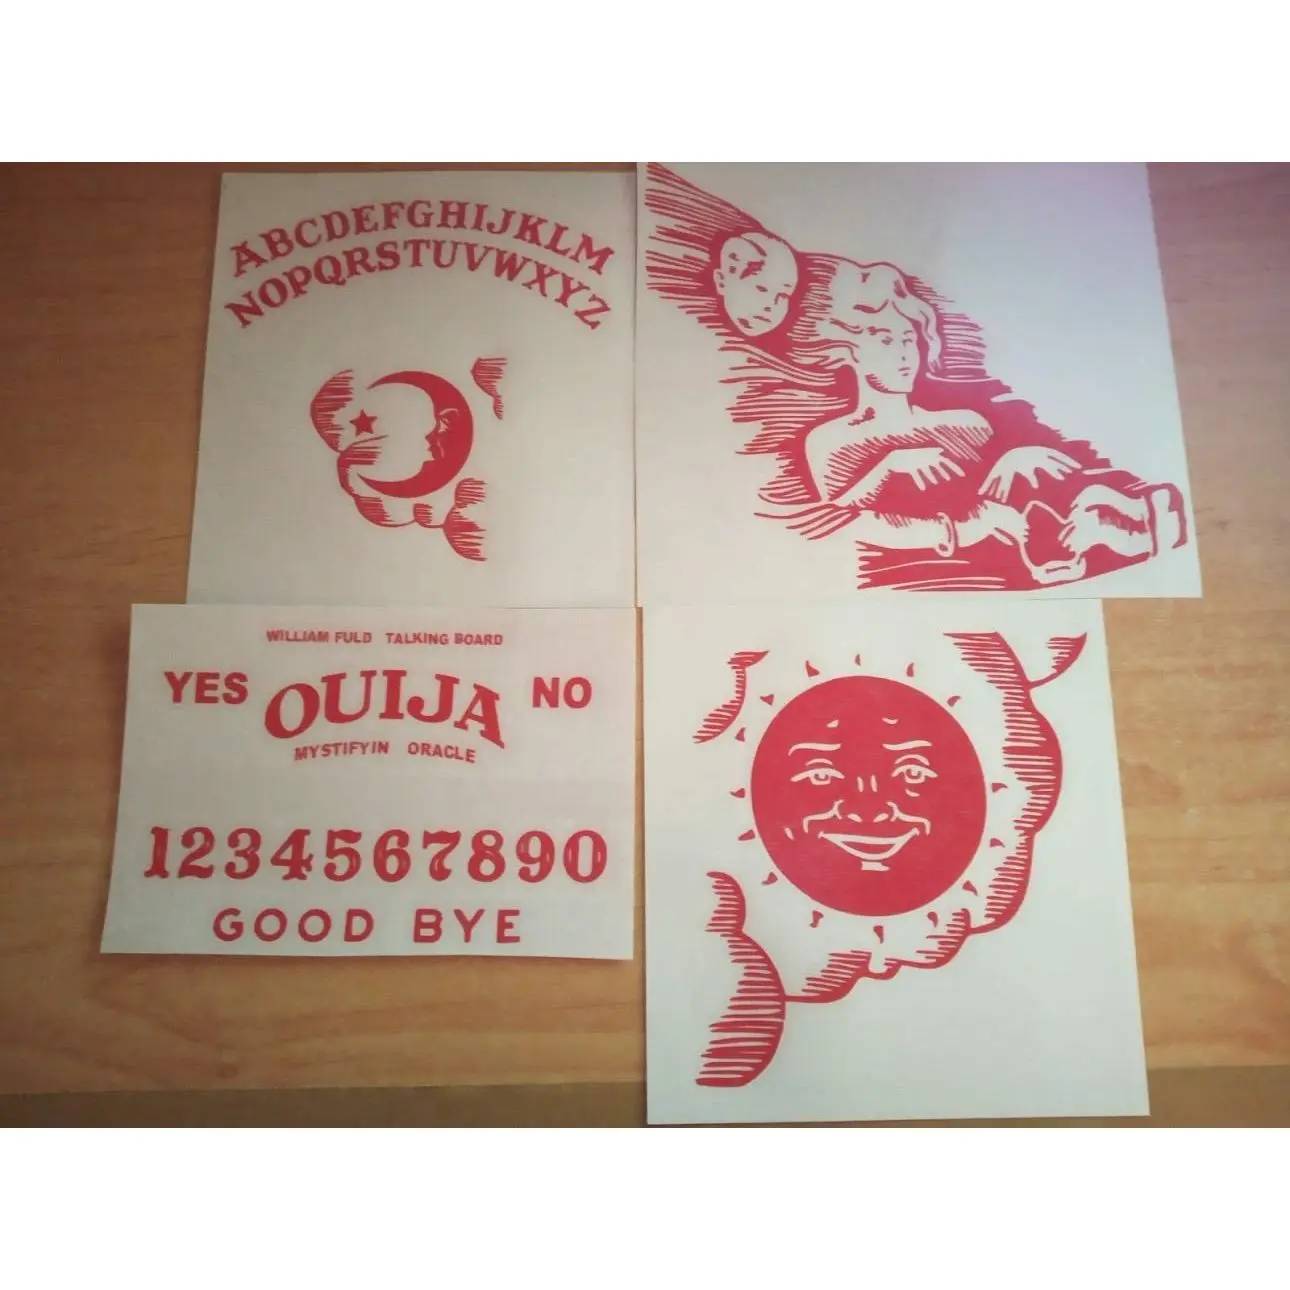 ABCDEFGHIJKLM
NOPQRSTUVWXYZ
WILLIAM FULD TALKING BOARD
YES OUIJA NO
MYSTIFYIN ORACLE
1234567890
GOOD BYE